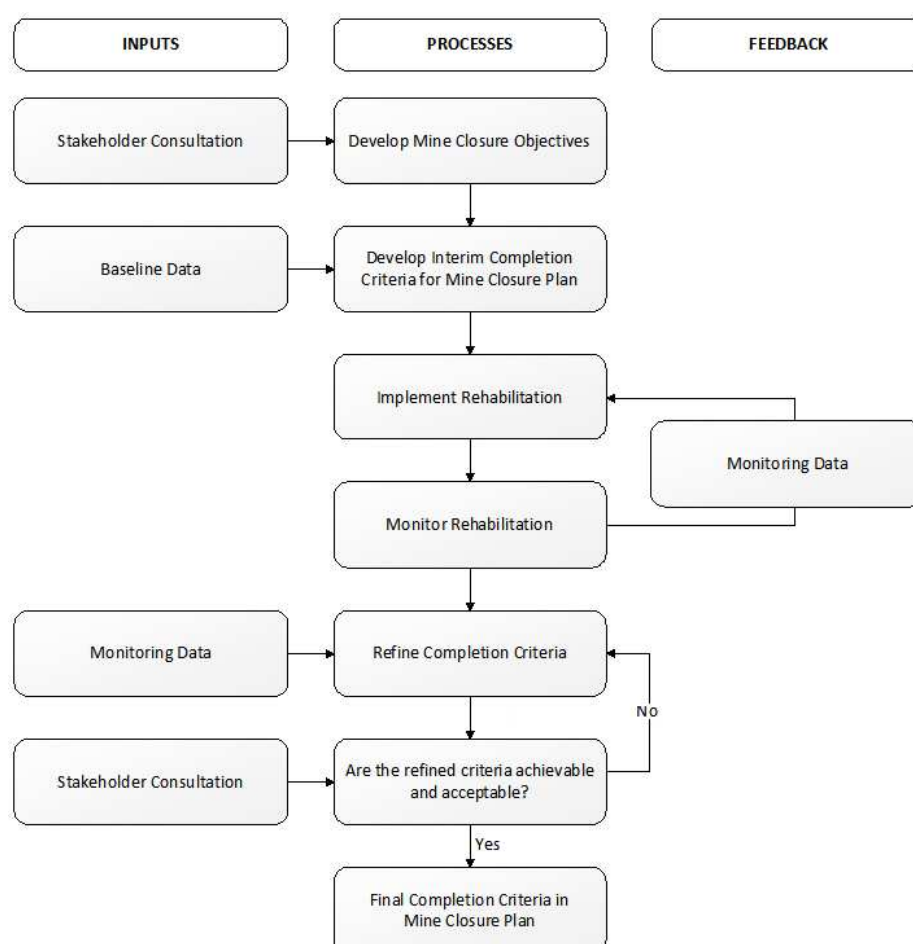 INPUTS
PROCESSES
FEEDBACK
Stakeholder Consultation
Develop Mine Closure Objectives
Baseline Data
Develop Interim Completion
Criteria for Mine Closure Plan
Implement Rehabilitation
Monitoring Data
Monitor Rehabilitation
Monitoring Data
Refine Completion Criteria
No
Stakeholder Consultation
Are the refined criteria achievable
and acceptable?
Yes
Final Completion Criteria in
Mine Closure Plan